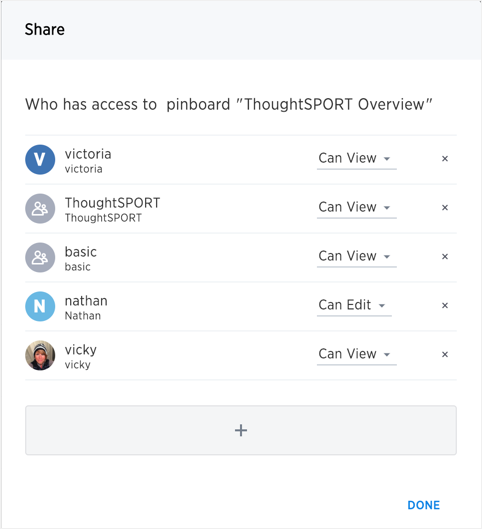 Share
Who has access to pinboard "ThoughtSPORT Overview"
V
victoria
victoria
Can View
×
ThoughtSPORT
ThoughtSPORT
Can View
×
basic
basic
Can View
×
N
nathan
Nathan
Can Edit
×
vicky
vicky
Can View
×
+
DONE